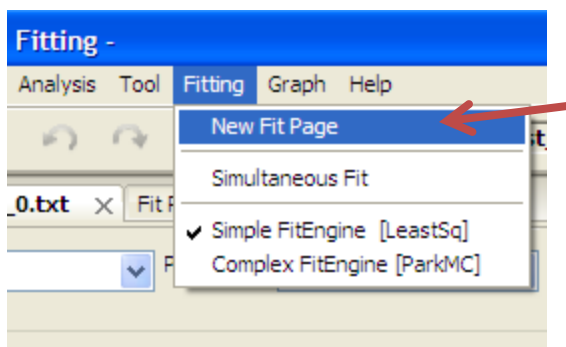 Fitting -
Analysis Tool Fitting Graph Help
New Fit Page
Simultaneous Fit
_0.txt Fit
Simple FitEngine [LeastSq]
Complex FitEngine [ParkMC]